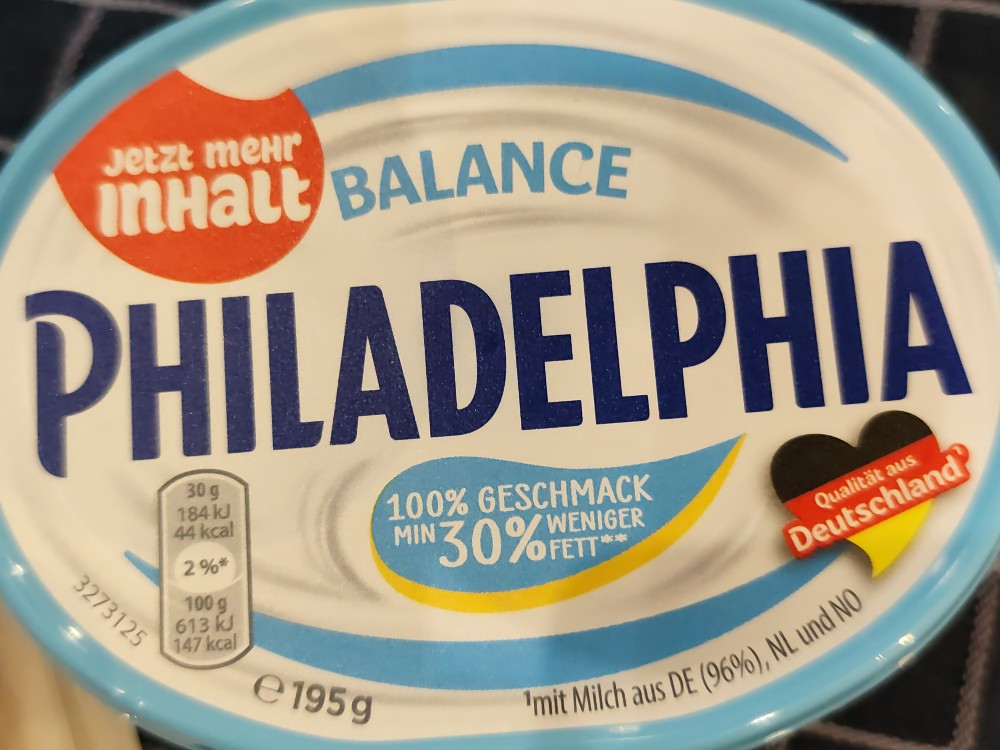 Jetzt mehr
Inhalt
BALANCE
PHILADELPHIA
100% GESCHMACK
MIN 30% WENIGER
FETT**
Qualität aus
Deutschland¹
30 g
184 kJ
44 kcal
2 %*
100 g
613 kJ
147 kcal
3273125
℮ 195 g
¹mit Milch aus DE (96%), NL und NO